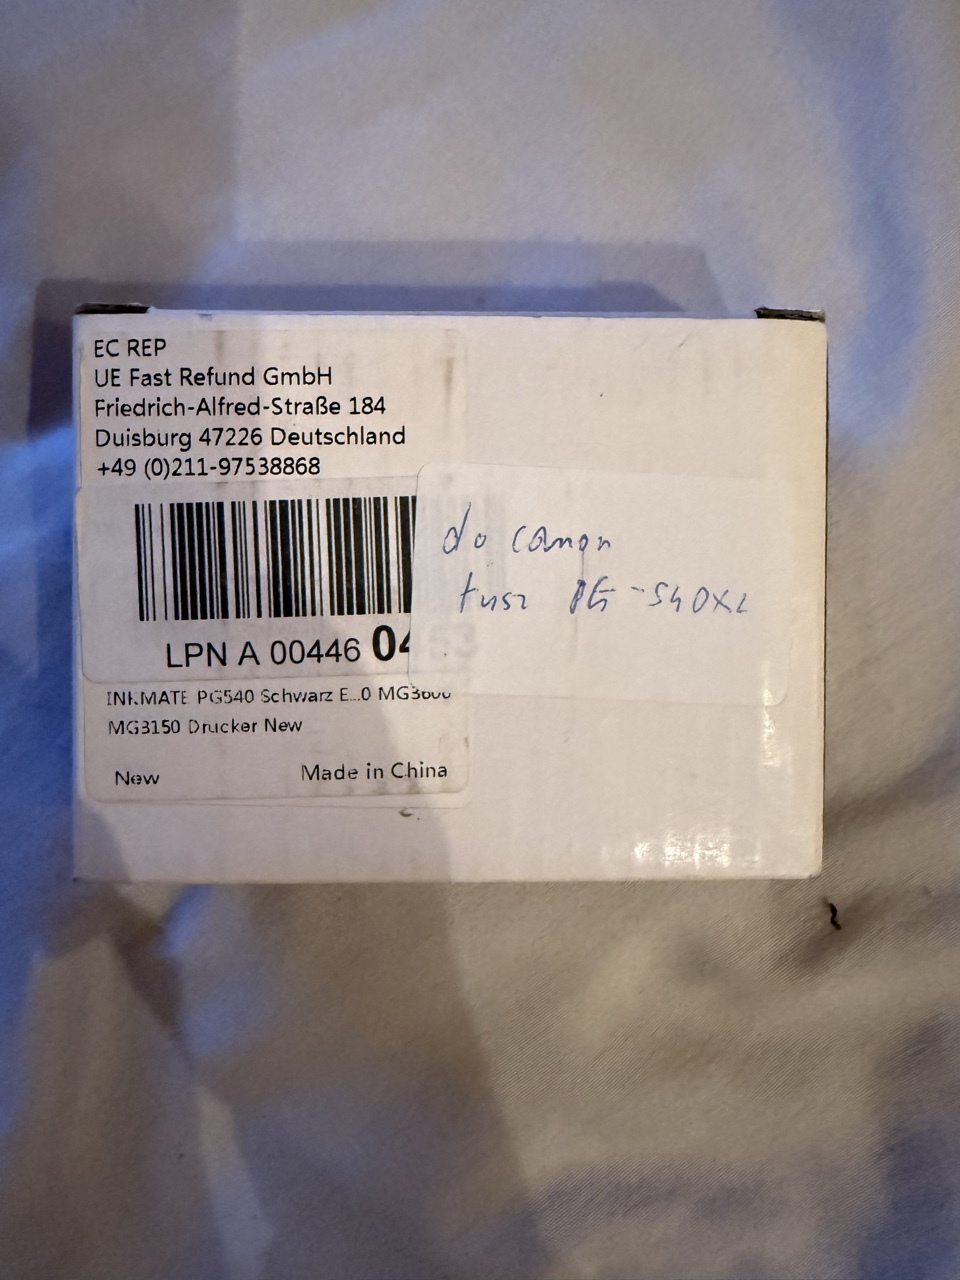 EC REP
UE Fast Refund GmbH
Friedrich-Alfred-Straße 184
Duisburg 47226 Deutschland
+49 (0)211-97538868
LPN A 00446 0453
do canon
tusz PG-540XL
INKMATE PG540 Schwarz E...0 MG3600
MG3150 Drucker New
New
Made in China